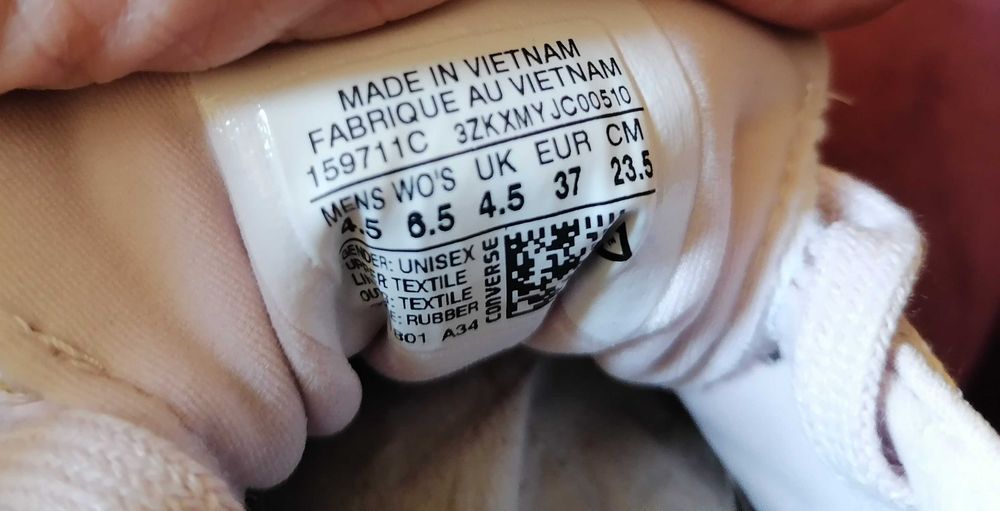 MADE IN VIETNAM
FABRIQUE AU VIETNAM
159711C 3ZKXMYJC00510
MENS WO'S UK EUR CM
4.5 6.5 4.5 37 23.5
UNISEX
TEXTILE
TEXTILE
RUBBER
B01 A34
CONVERSE